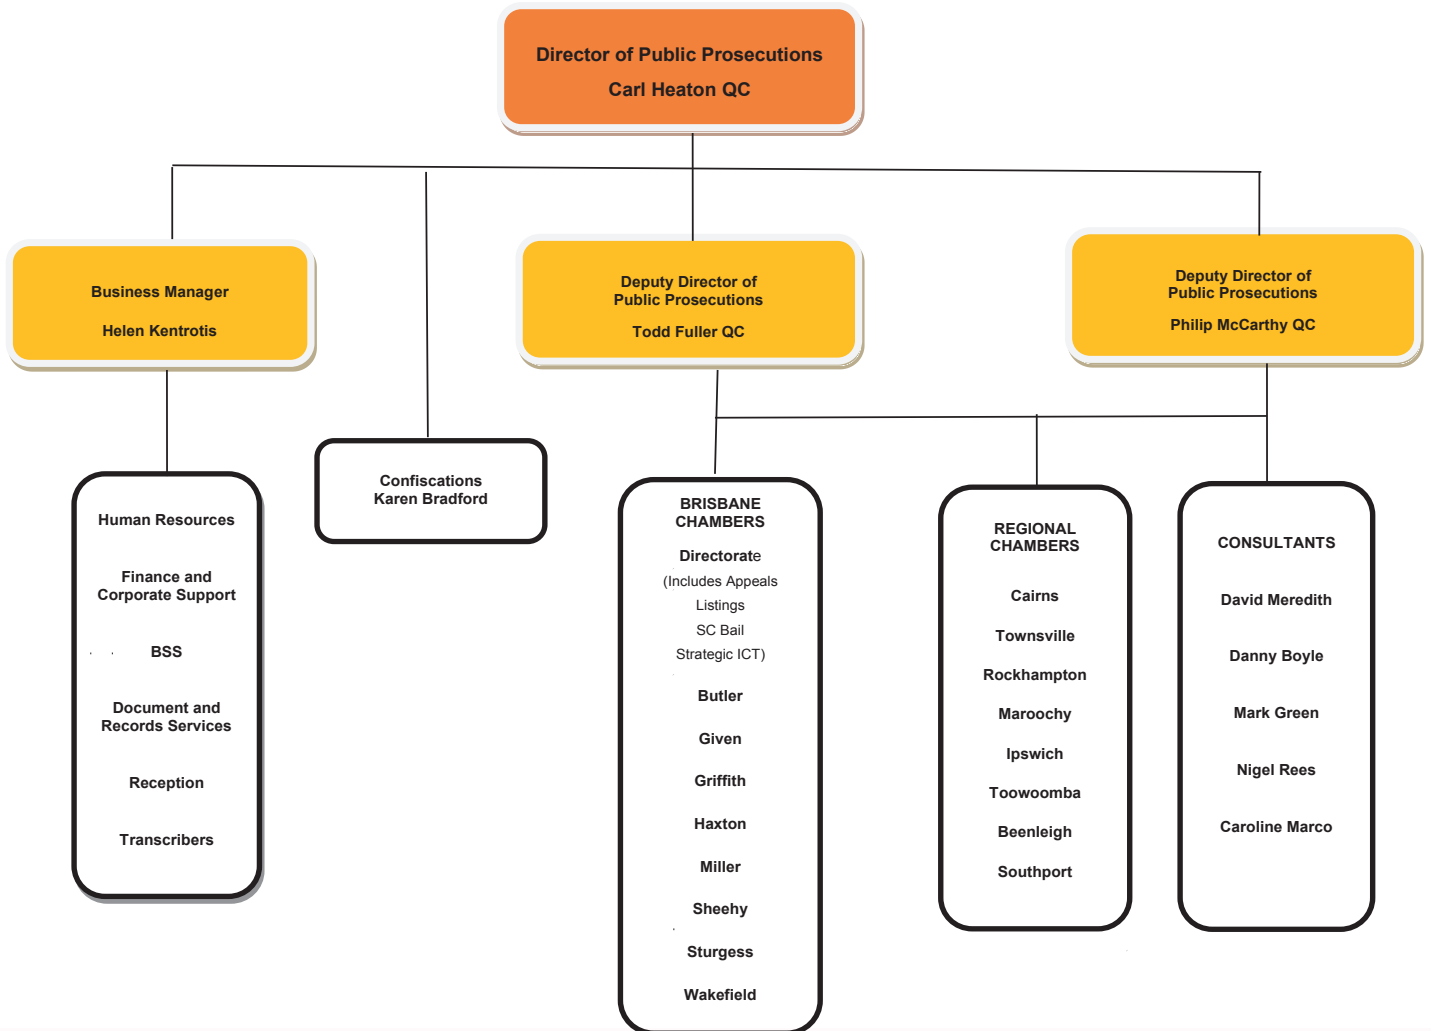 Director of Public Prosecutions
Carl Heaton QC
Business Manager
Helen Kentrotis
Deputy Director of
Public Prosecutions
Todd Fuller QC
Deputy Director of
Public Prosecutions
Philip McCarthy QC
Human Resources
Finance and
Corporate Support
BSS
Document and
Records Services
Reception
Transcribers
Confiscations
Karen Bradford
BRISBANE
CHAMBERS
Directorate
(Includes Appeals
Listings
SC Bail
Strategic ICT)
Butler
Given
Griffith
Haxton
Miller
Sheehy
Sturgess
Wakefield
REGIONAL
CHAMBERS
Cairns
Townsville
Rockhampton
Maroochy
Ipswich
Toowoomba
Beenleigh
Southport
CONSULTANTS
David Meredith
Danny Boyle
Mark Green
Nigel Rees
Caroline Marco